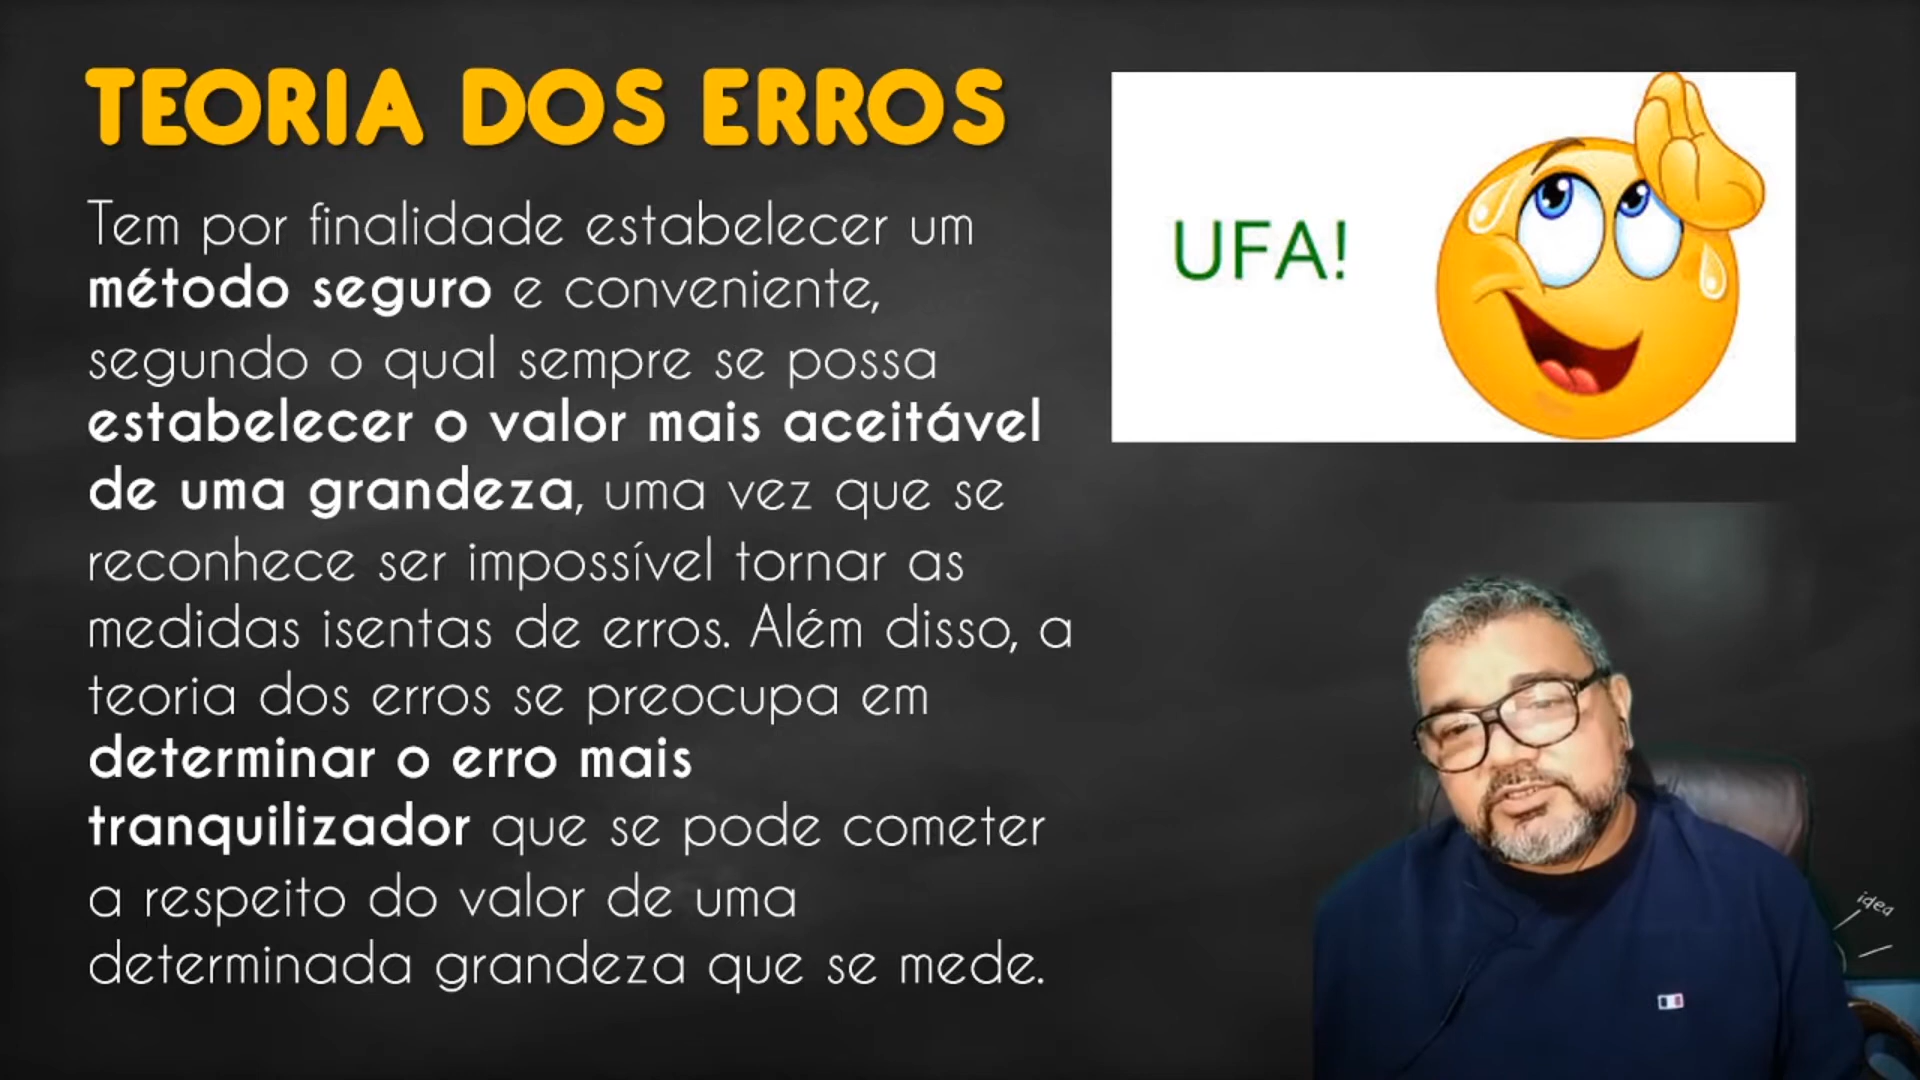 TEORIA DOS ERROS
Tem por finalidade estabelecer um
método seguro e conveniente,
segundo o qual sempre se possa
estabelecer o valor mais aceitável
de uma grandeza, uma vez que se
reconhece ser impossível tornar as
medidas isentas de erros. Além disso, a
teoria dos erros se preocupa em
determinar o erro mais
tranquilizador que se pode cometer
a respeito do valor de uma
determinada grandeza que se mede.
UFA!
idea